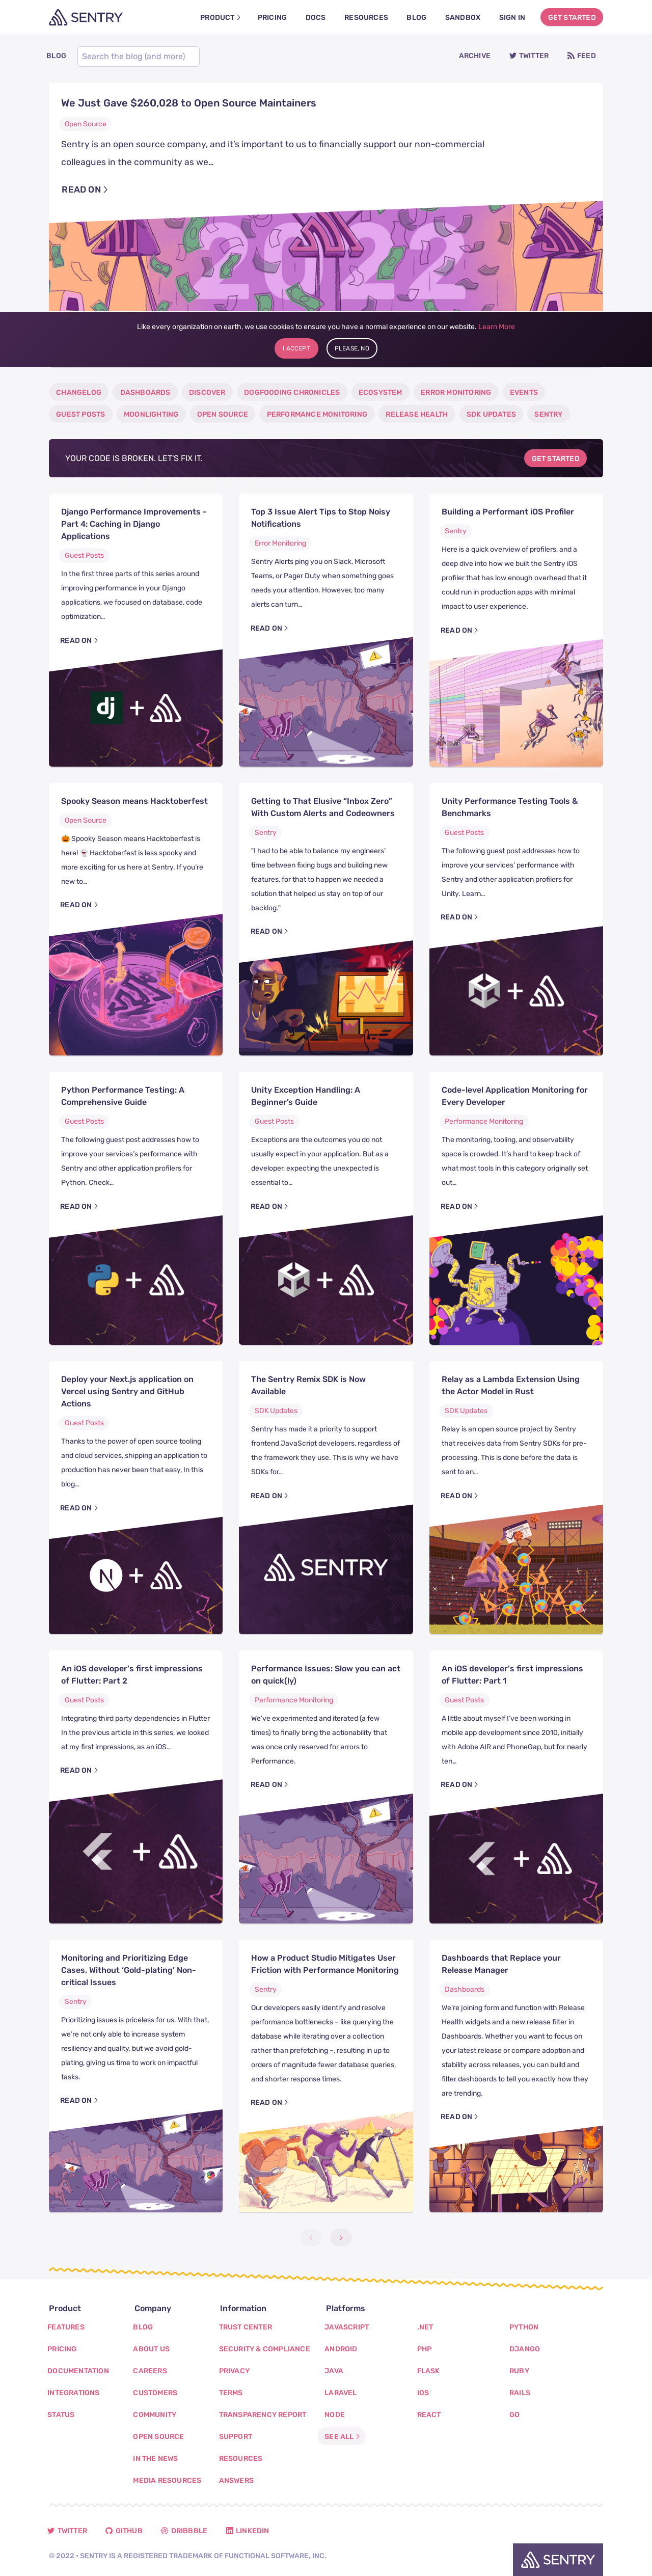 SENTRY
PRODUCT PRICING DOCS RESOURCES BLOG SANDBOX SIGN IN GET STARTED
BLOG Search the blog (and more) ARCHIVE TWITTER FEED
We Just Gave $260,028 to Open Source Maintainers
Open Source
Sentry is an open source company, and it's important to us to financially support our non-commercial
colleagues in the community as we…
READ ON
2022
Like every organization on earth, we use cookies to ensure you have a normal experience on our website. Learn More
I ACCEPT PLEASE, NO
CHANGELOG DASHBOARDS DISCOVER DOGFOODING CHRONICLES ECOSYSTEM ERROR MONITORING EVENTS
GUEST POSTS MOONLIGHTING OPEN SOURCE PERFORMANCE MONITORING RELEASE HEALTH SDK UPDATES SENTRY
YOUR CODE IS BROKEN. LET'S FIX IT. GET STARTED
Django Performance Improvements -
Part 4: Caching in Django
Applications
Guest Posts
In the first three parts of this series around
improving performance in your Django
applications, we focused on database, code
optimization…
READ ON
dj +
Top 3 Issue Alert Tips to Stop Noisy
Notifications
Error Monitoring
Sentry Alerts ping you on Slack, Microsoft
Teams, or Pager Duty when something goes
needs your attention. However, too many
alerts can turn…
READ ON
Building a Performant iOS Profiler
Sentry
Here is a quick overview of profilers, and a
deep dive into how we built the Sentry iOS
profiler that has low enough overhead that it
could run in production apps with minimal
impact to user experience.
READ ON
Spooky Season means Hacktoberfest
Open Source
🎃 Spooky Season means Hacktoberfest is
here! 👻 Hacktoberfest is less spooky and
more exciting for us here at Sentry. If you're
new to…
READ ON
Getting to That Elusive "Inbox Zero"
With Custom Alerts and Codeowners
Sentry
"I had to be able to balance my engineers'
time between fixing bugs and building new
features, for that to happen we needed a
solution that helped us stay on top of our
backlog."
READ ON
Unity Performance Testing Tools &
Benchmarks
Guest Posts
The following guest post addresses how to
improve your services' performance with
Sentry and other application profilers for
Unity. Learn…
READ ON
+
Python Performance Testing: A
Comprehensive Guide
Guest Posts
The following guest post addresses how to
improve your services's performance with
Sentry and other application profilers for
Python. Check…
READ ON
+
Unity Exception Handling: A
Beginner's Guide
Guest Posts
Exceptions are the outcomes you do not
usually expect in your application. But as a
developer, expecting the unexpected is
essential to…
READ ON
+
Code-level Application Monitoring for
Every Developer
Performance Monitoring
The monitoring, tooling, and observability
space is crowded. It's hard to keep track of
what most tools in this category originally set
out…
READ ON
Deploy your Next.js application on
Vercel using Sentry and GitHub
Actions
Guest Posts
Thanks to the power of open source tooling
and cloud services, shipping an application to
production has never been that easy. In this
blog…
READ ON
N +
The Sentry Remix SDK is Now
Available
SDK Updates
Sentry has made it a priority to support
frontend JavaScript developers, regardless of
the framework they use. This is why we have
SDKs for…
READ ON
SENTRY
Relay as a Lambda Extension Using
the Actor Model in Rust
SDK Updates
Relay is an open source project by Sentry
that receives data from Sentry SDKs for pre-
processing. This is done before the data is
sent to an…
READ ON
An iOS developer's first impressions
of Flutter: Part 2
Guest Posts
Integrating third party dependencies in Flutter
In the previous article in this series, we looked
at my first impressions, as an iOS…
READ ON
+
Performance Issues: Slow you can act
on quick(ly)
Performance Monitoring
We've experimented and iterated (a few
times) to finally bring the actionability that
was once only reserved for errors to
Performance.
READ ON
An iOS developer's first impressions
of Flutter: Part 1
Guest Posts
A little about myself I've been working in
mobile app development since 2010, initially
with Adobe AIR and PhoneGap, but for nearly
ten…
READ ON
+
Monitoring and Prioritizing Edge
Cases, Without 'Gold-plating' Non-
critical Issues
Sentry
Prioritizing issues is priceless for us. With that,
we're not only able to increase system
resiliency and quality, but we avoid gold-
plating, giving us time to work on impactful
tasks.
READ ON
How a Product Studio Mitigates User
Friction with Performance Monitoring
Sentry
Our developers easily identify and resolve
performance bottlenecks – like querying the
database while iterating over a collection
rather than prefetching –, resulting in up to
orders of magnitude fewer database queries,
and shorter response times.
READ ON
Dashboards that Replace your
Release Manager
Dashboards
We're joining form and function with Release
Health widgets and a new release filter in
Dashboards. Whether you want to focus on
your latest release or compare adoption and
stability across releases, you can build and
filter dashboards to tell you exactly how they
are trending.
READ ON
Product
FEATURES
PRICING
DOCUMENTATION
INTEGRATIONS
STATUS
Company
BLOG
ABOUT US
CAREERS
CUSTOMERS
COMMUNITY
OPEN SOURCE
IN THE NEWS
MEDIA RESOURCES
Information
TRUST CENTER
SECURITY & COMPLIANCE
PRIVACY
TERMS
TRANSPARENCY REPORT
SUPPORT
RESOURCES
ANSWERS
Platforms
JAVASCRIPT .NET PYTHON
ANDROID PHP DJANGO
JAVA FLASK RUBY
LARAVEL IOS RAILS
NODE REACT GO
SEE ALL
TWITTER GITHUB DRIBBBLE LINKEDIN
© 2022 • SENTRY IS A REGISTERED TRADEMARK OF FUNCTIONAL SOFTWARE, INC.
SENTRY